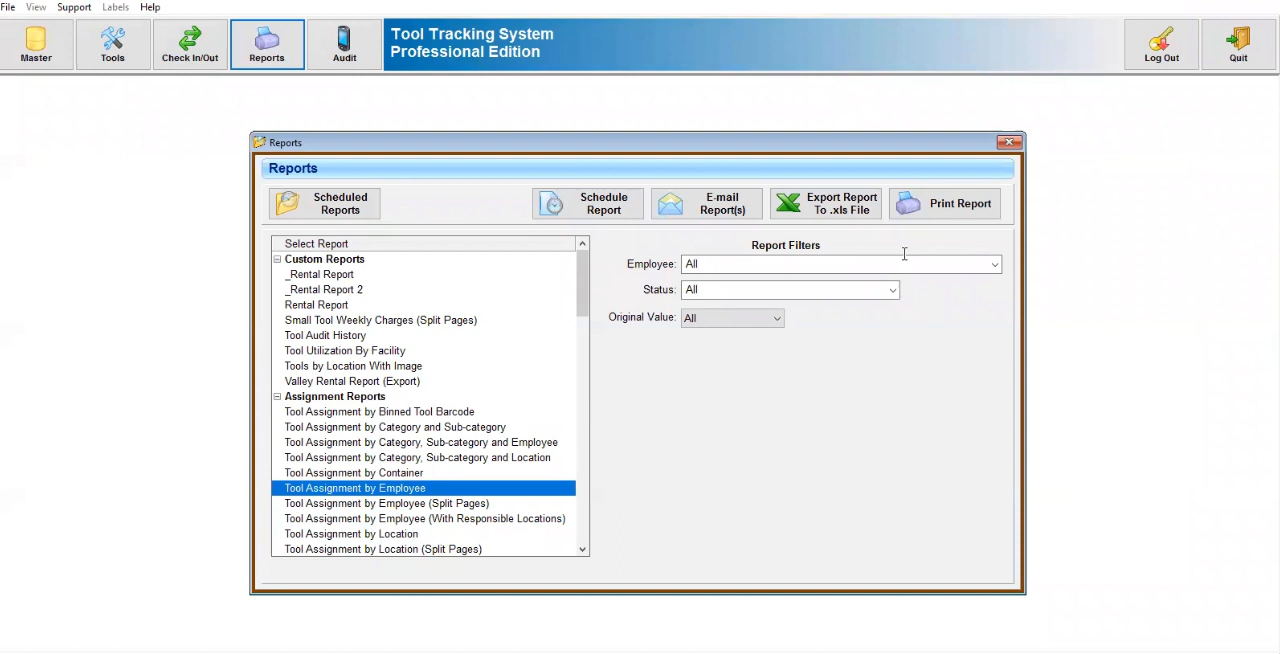 File View Support Labels Help
Master
Tools
Check In/Out
Reports
Audit
Tool Tracking System
Professional Edition
Log Out
Quit
Reports
Reports
Scheduled
Reports
Schedule
Report
E-mail
Report(s)
Export Report
To .xls File
Print Report
Select Report
Custom Reports
_Rental Report
_Rental Report 2
Rental Report
Small Tool Weekly Charges (Split Pages)
Tool Audit History
Tool Utilization By Facility
Tools by Location With Image
Valley Rental Report (Export)
Assignment Reports
Tool Assignment by Binned Tool Barcode
Tool Assignment by Category and Sub-category
Tool Assignment by Category, Sub-category and Employee
Tool Assignment by Category, Sub-category and Location
Tool Assignment by Container
Tool Assignment by Employee
Tool Assignment by Employee (Split Pages)
Tool Assignment by Employee (With Responsible Locations)
Tool Assignment by Location
Tool Assignment by Location (Split Pages)
Report Filters
Employee: All
Status: All
Original Value: All